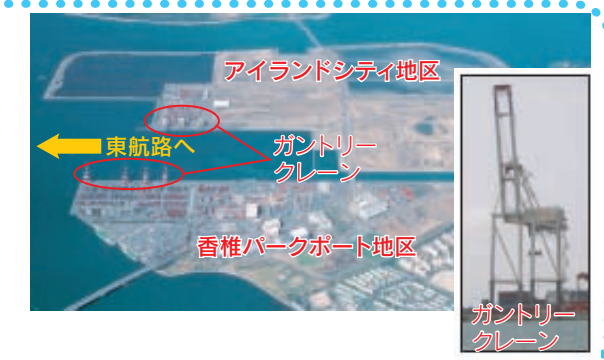 アイランドシティ地区
東航路へ
ガントリー
クレーン
香椎パークポート地区
ガントリー
クレーン